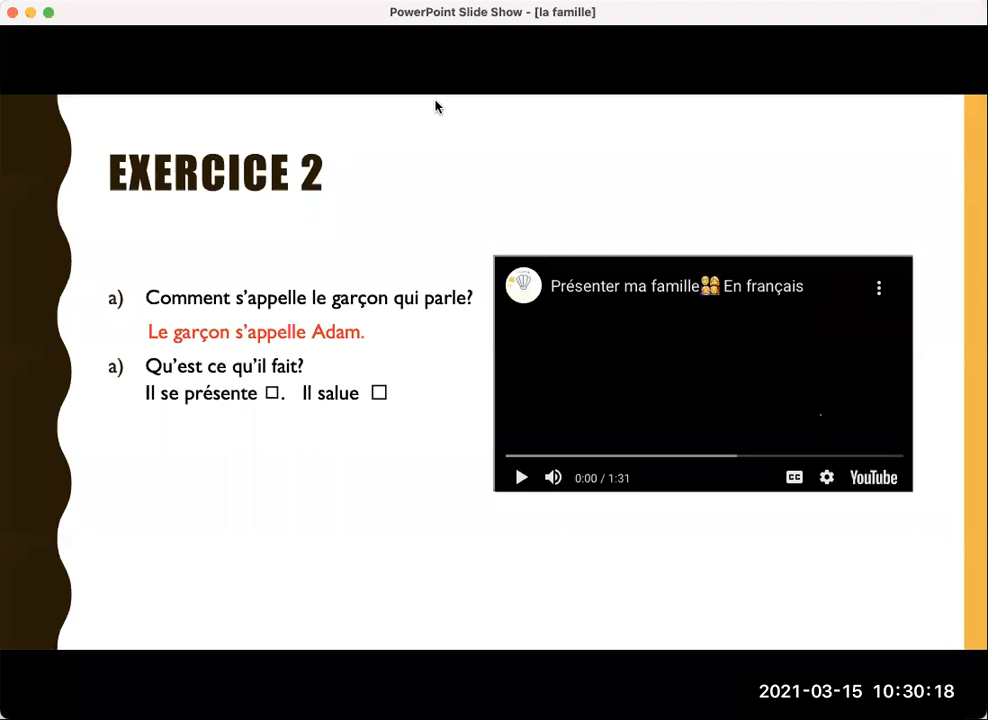 PowerPoint Slide Show - [la famille]
EXERCICE 2
a) Comment s’appelle le garçon qui parle?
Le garçon s’appelle Adam.
a) Qu’est ce qu’il fait?
Il se présente □. Il salue □
Présenter ma famille👨‍👩‍👧‍👦 En français
0:00 / 1:31
CC
YouTube
2021-03-15 10:30:18